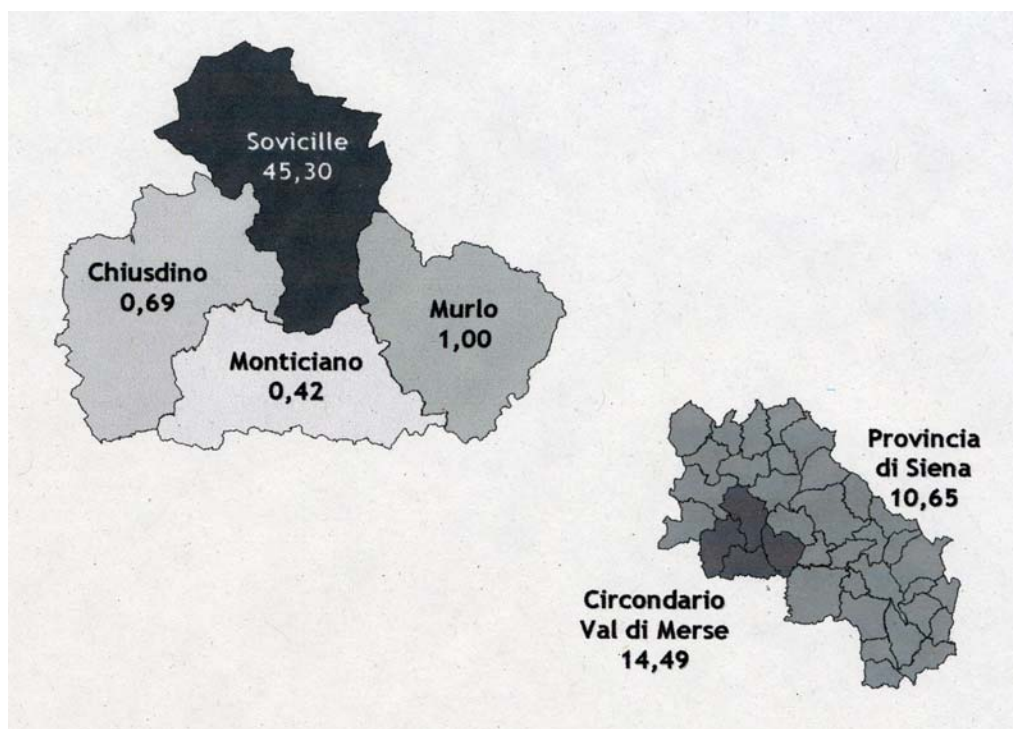 Sovicille
45,30
Chiusdino
0,69
Murlo
1,00
Monticiano
0,42
Provincia
di Siena
10,65
Circondario
Val di Merse
14,49